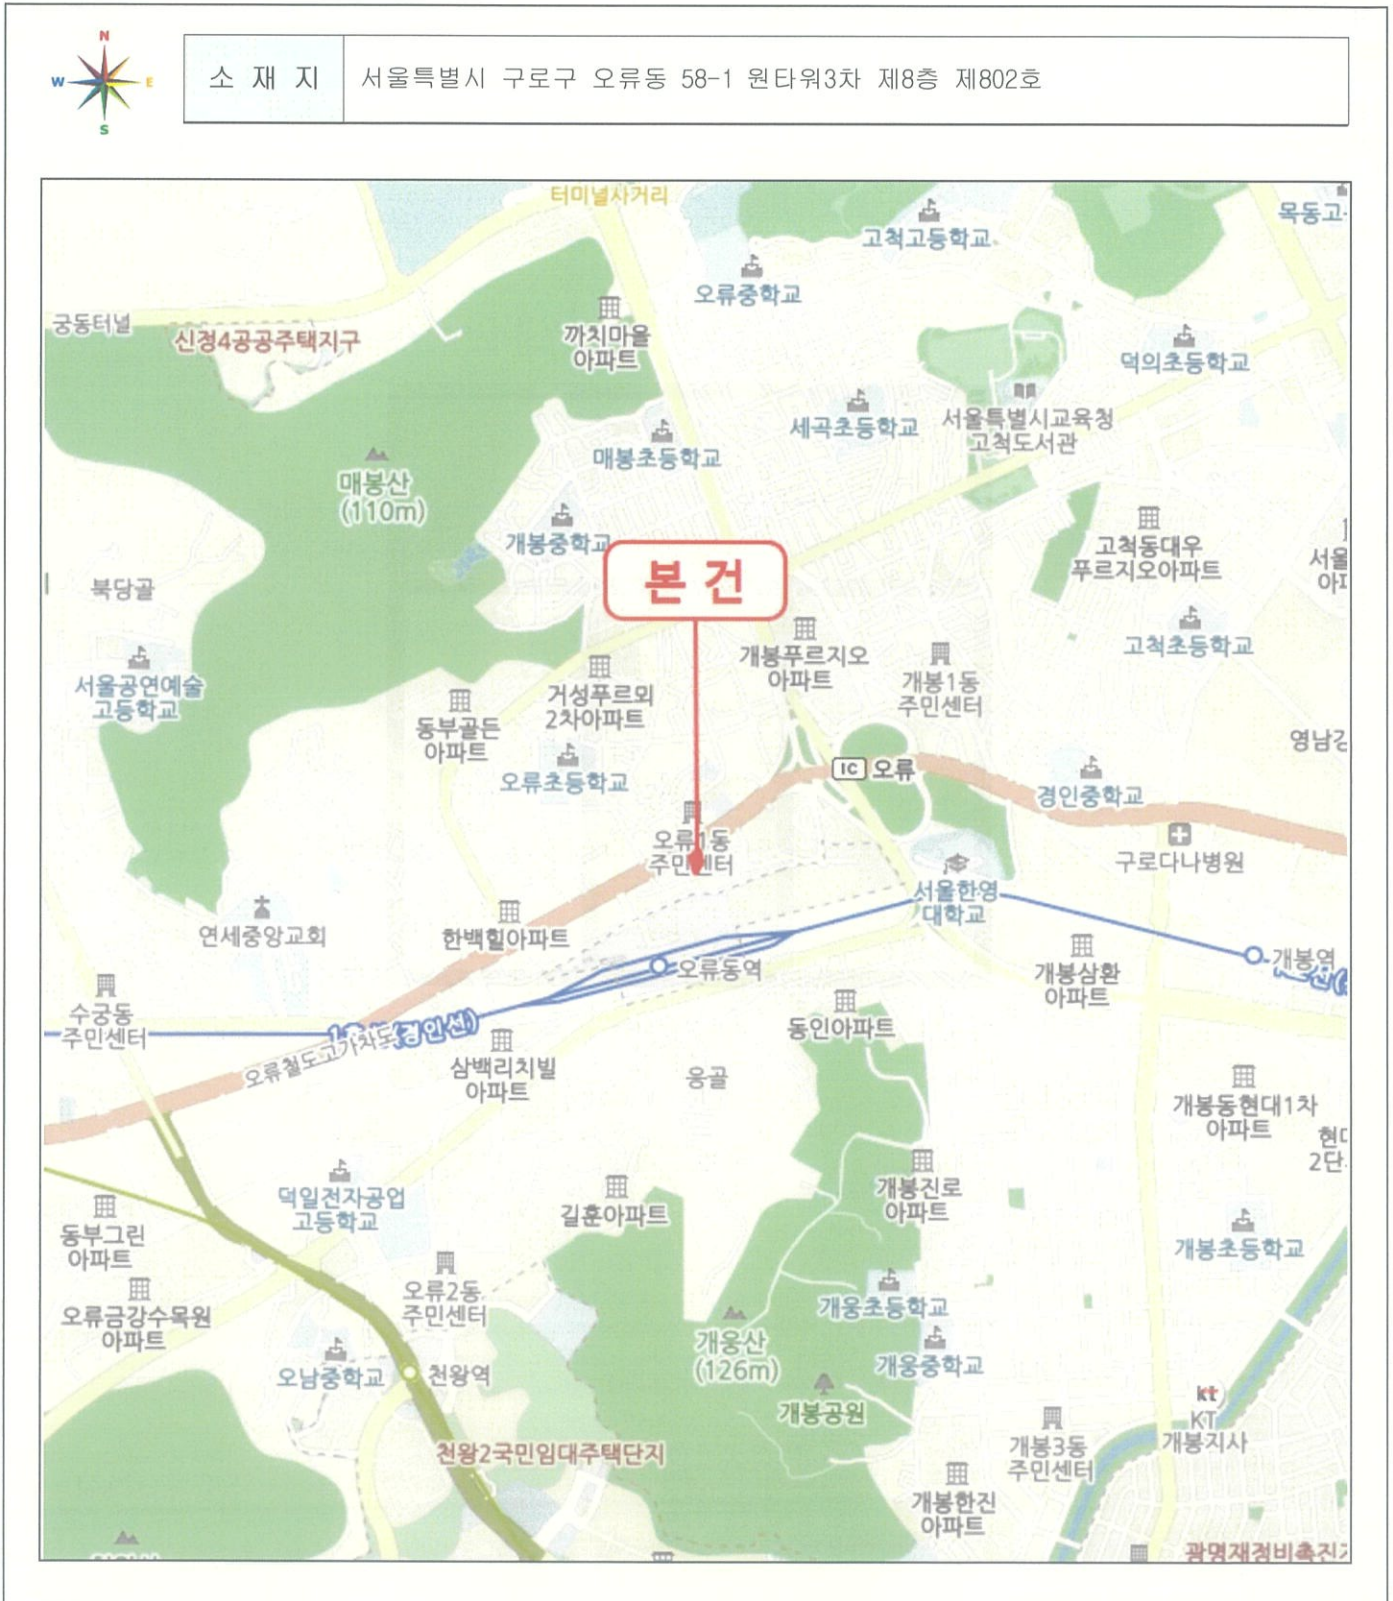 N
W
E
S
소 재 지
서울특별시 구로구 오류동 58-1 원타워3차 제8층 제802호
터미널사거리
고척고등학교
목동고
오류중학교
궁동터널
신정4공공주택지구
까치마을
아파트
덕의초등학교
세곡초등학교
서울특별시교육청
고척도서관
매봉초등학교
매봉산
(110m)
개봉중학교
본 건
고척동대우
푸르지오아파트
서울
북당골
고척초등학교
서울공연예술
고등학교
개봉푸르지오
아파트
개봉1동
주민센터
거성푸르뫼
2차아파트
동부골든
아파트
영남
오류초등학교
IC 오류
경인중학교
오류1동
주민센터
구로다나병원
서울한영
대학교
연세중앙교회
한백힐아파트
오류동역
개봉역
개봉삼환
아파트
수궁동
주민센터
동인아파트
(경인선)
오류철도고가차도
삼백리치빌
아파트
웅골
개봉동현대1차
아파트
현대
2단
덕일전자공업
고등학교
개봉진로
아파트
길훈아파트
동부그린
아파트
개봉초등학교
오류2동
주민센터
오류금강수목원
아파트
개웅초등학교
개웅산
(126m)
개웅중학교
오남중학교
천왕역
개봉공원
kt
KT
개봉지사
천왕2국민임대주택단지
개봉3동
주민센터
개봉한진
아파트
광명재정비촉진